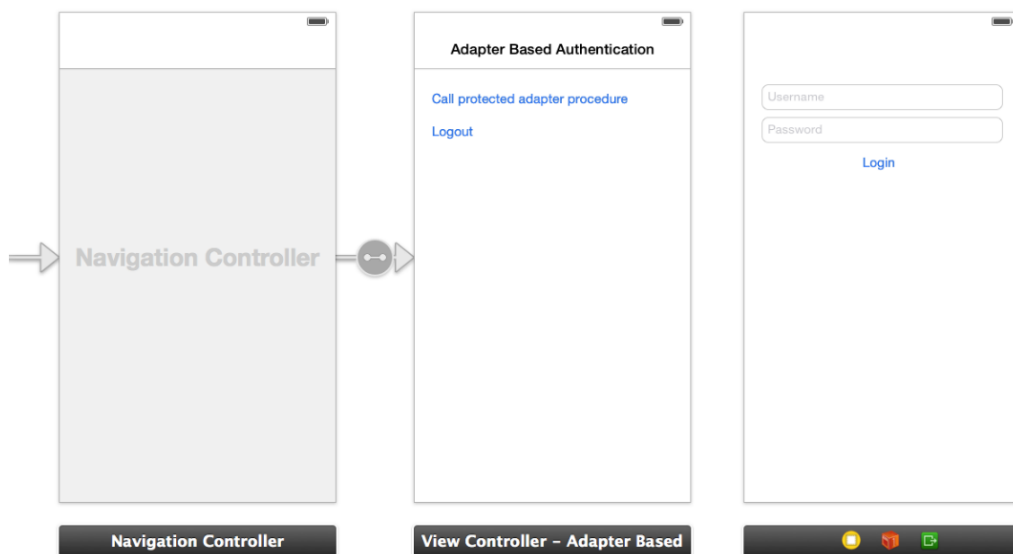 Navigation Controller
Navigation Controller
Adapter Based Authentication
Call protected adapter procedure
Logout
View Controller – Adapter Based
Username
Password
Login